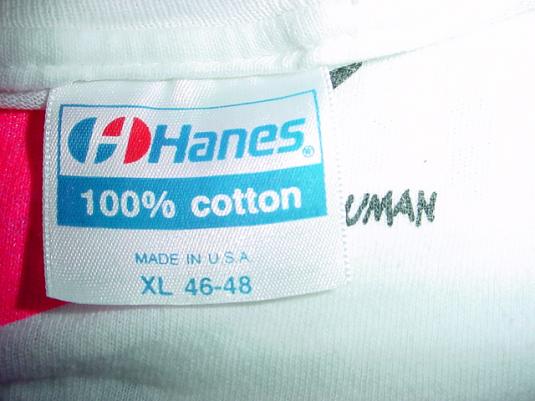 Hanes®
100% cotton
UMAN
MADE IN U.S.A.
XL 46-48